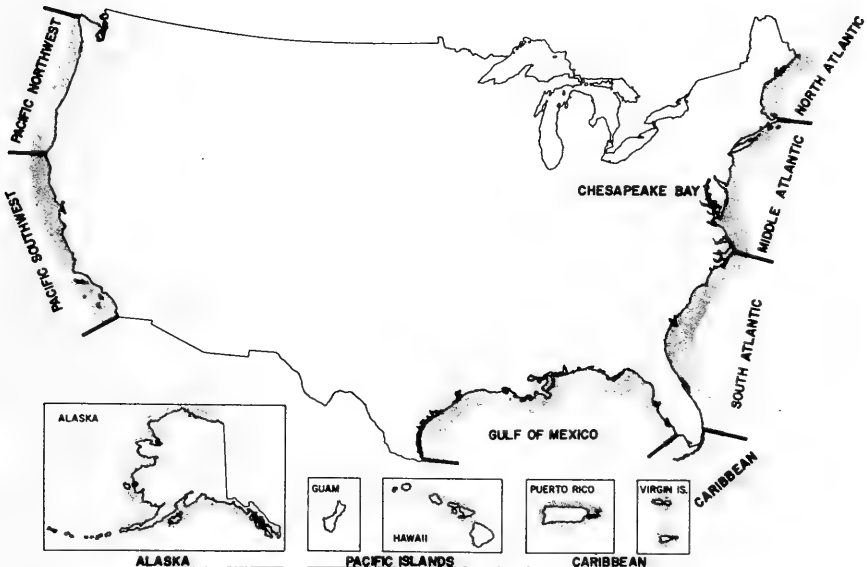 PACIFIC NORTHWEST
NORTH ATLANTIC
CHESAPEAKE BAY
MIDDLE ATLANTIC
PACIFIC SOUTHWEST
SOUTH ATLANTIC
GULF OF MEXICO
CARIBBEAN
ALASKA
GUAM
HAWAII
PUERTO RICO
VIRGIN IS.
ALASKA
PACIFIC ISLANDS
CARIBBEAN